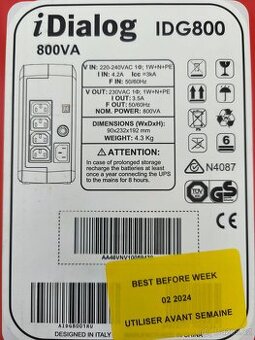 iDialog IDG800
800VA
V IN: 220-240VAC 1Φ; 1W+N+PE
I IN: 4.2A Icc =3kA
F IN: 50/60Hz
V OUT: 230VAC 1Φ; 1W+N+PE
I OUT: 3.5A
F OUT: 50/60Hz
NOM. POWER: 800VA
DIMENSIONS (WxDxH)
90x232x192 mm
WEIGHT: 4.3 Kg
ATTENTION:
In case of prolonged storage
recharge the batteries at least
once a year connecting the UPS
to the mains for 8 hours.
6
N4087
GS
CE
BEST BEFORE WEEK
02 2024
UTILISER AVANT SEMAINE